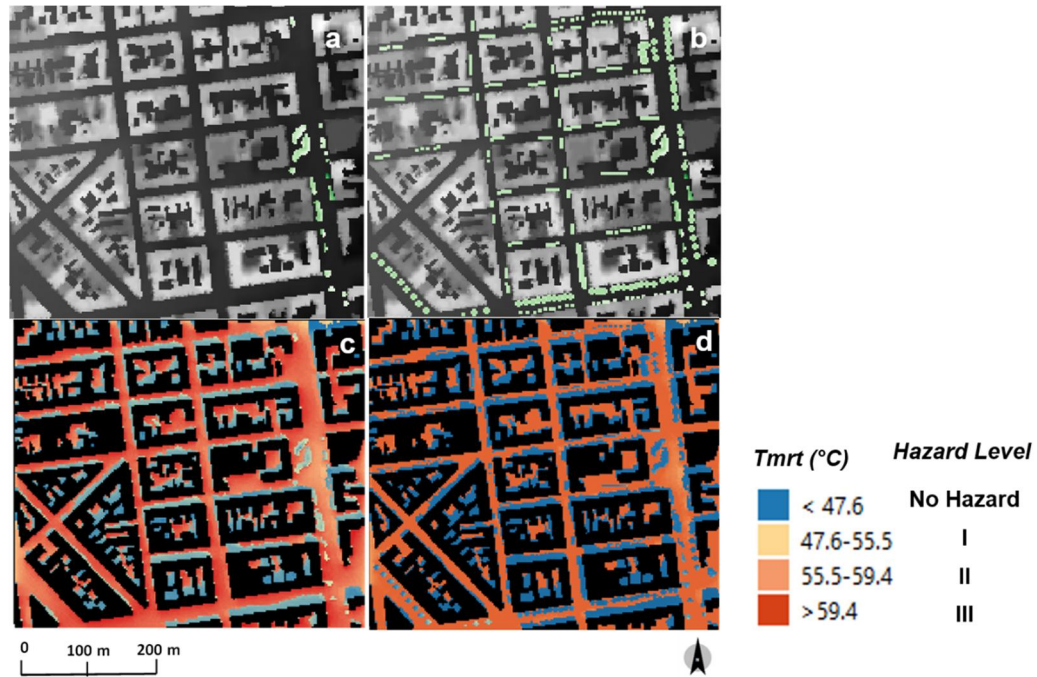 a
b
c
d
Tmrt (°C) Hazard Level
< 47.6 No Hazard
47.6-55.5 I
55.5-59.4 II
> 59.4 III
0 100 m 200 m